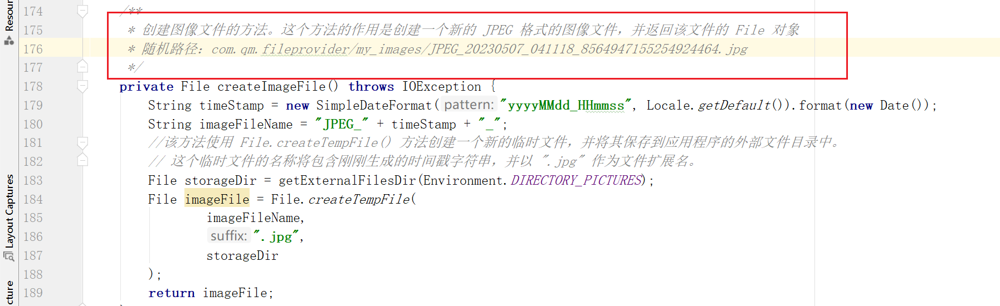 Resour
174 /**
175 * 创建图像文件的方法。这个方法的作用是创建一个新的 JPEG 格式的图像文件，并返回该文件的 File 对象
176 * 随机路径：com.qm.fileprovider/my_images/JPEG_20230507_041118_8564947155254924464.jpg
177 */
178 private File createImageFile() throws IOException {
179 String timeStamp = new SimpleDateFormat( pattern: "yyyyMMdd_HHmmss", Locale.getDefault()).format(new Date());
180 String imageFileName = "JPEG_" + timeStamp + "_";
181 //该方法使用 File.createTempFile() 方法创建一个新的临时文件，并将其保存到应用程序的外部文件目录中。
182 // 这个临时文件的名称将包含刚刚生成的时间戳字符串，并以 ".jpg" 作为文件扩展名。
183 File storageDir = getExternalFilesDir(Environment.DIRECTORY_PICTURES);
184 File imageFile = File.createTempFile(
185 imageFileName,
186 suffix: ".jpg",
187 storageDir
188 );
189 return imageFile;
Layout Captures
cture